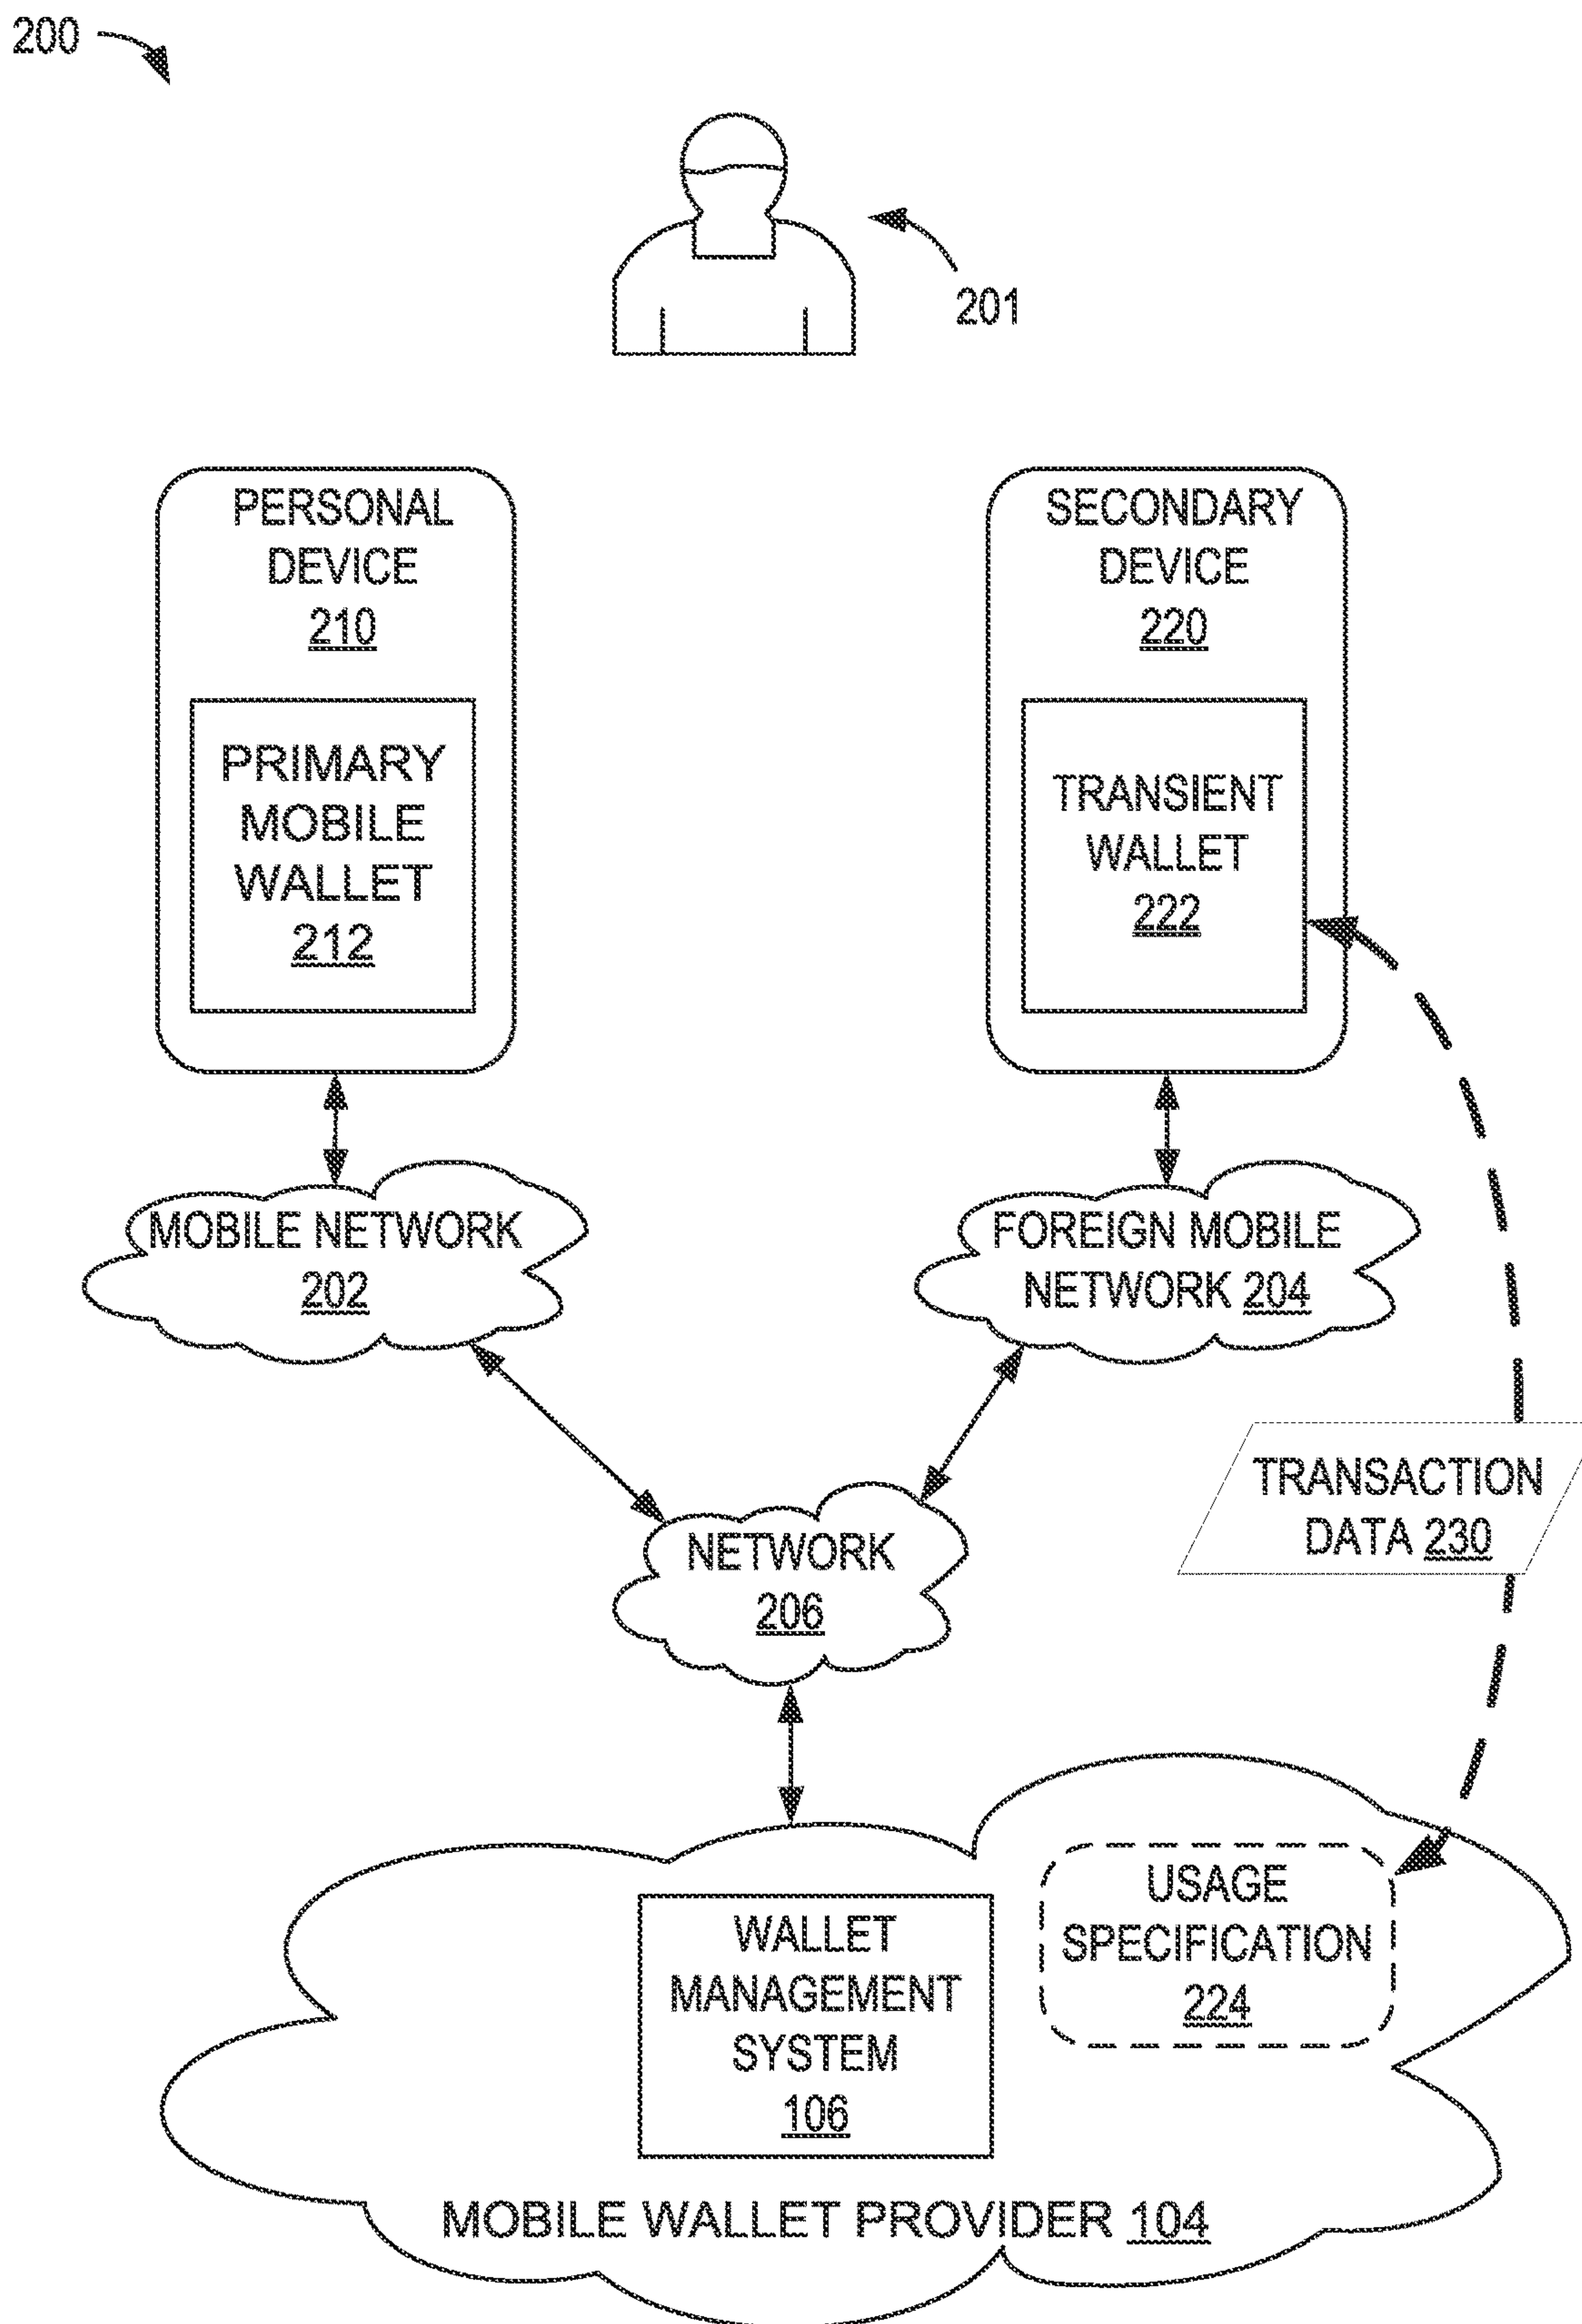 200
201
PERSONAL
DEVICE
210
PRIMARY
MOBILE
WALLET
212
SECONDARY
DEVICE
220
TRANSIENT
WALLET
222
MOBILE NETWORK
202
FOREIGN MOBILE
NETWORK 204
NETWORK
206
TRANSACTION
DATA 230
USAGE
SPECIFICATION
224
WALLET
MANAGEMENT
SYSTEM
106
MOBILE WALLET PROVIDER 104